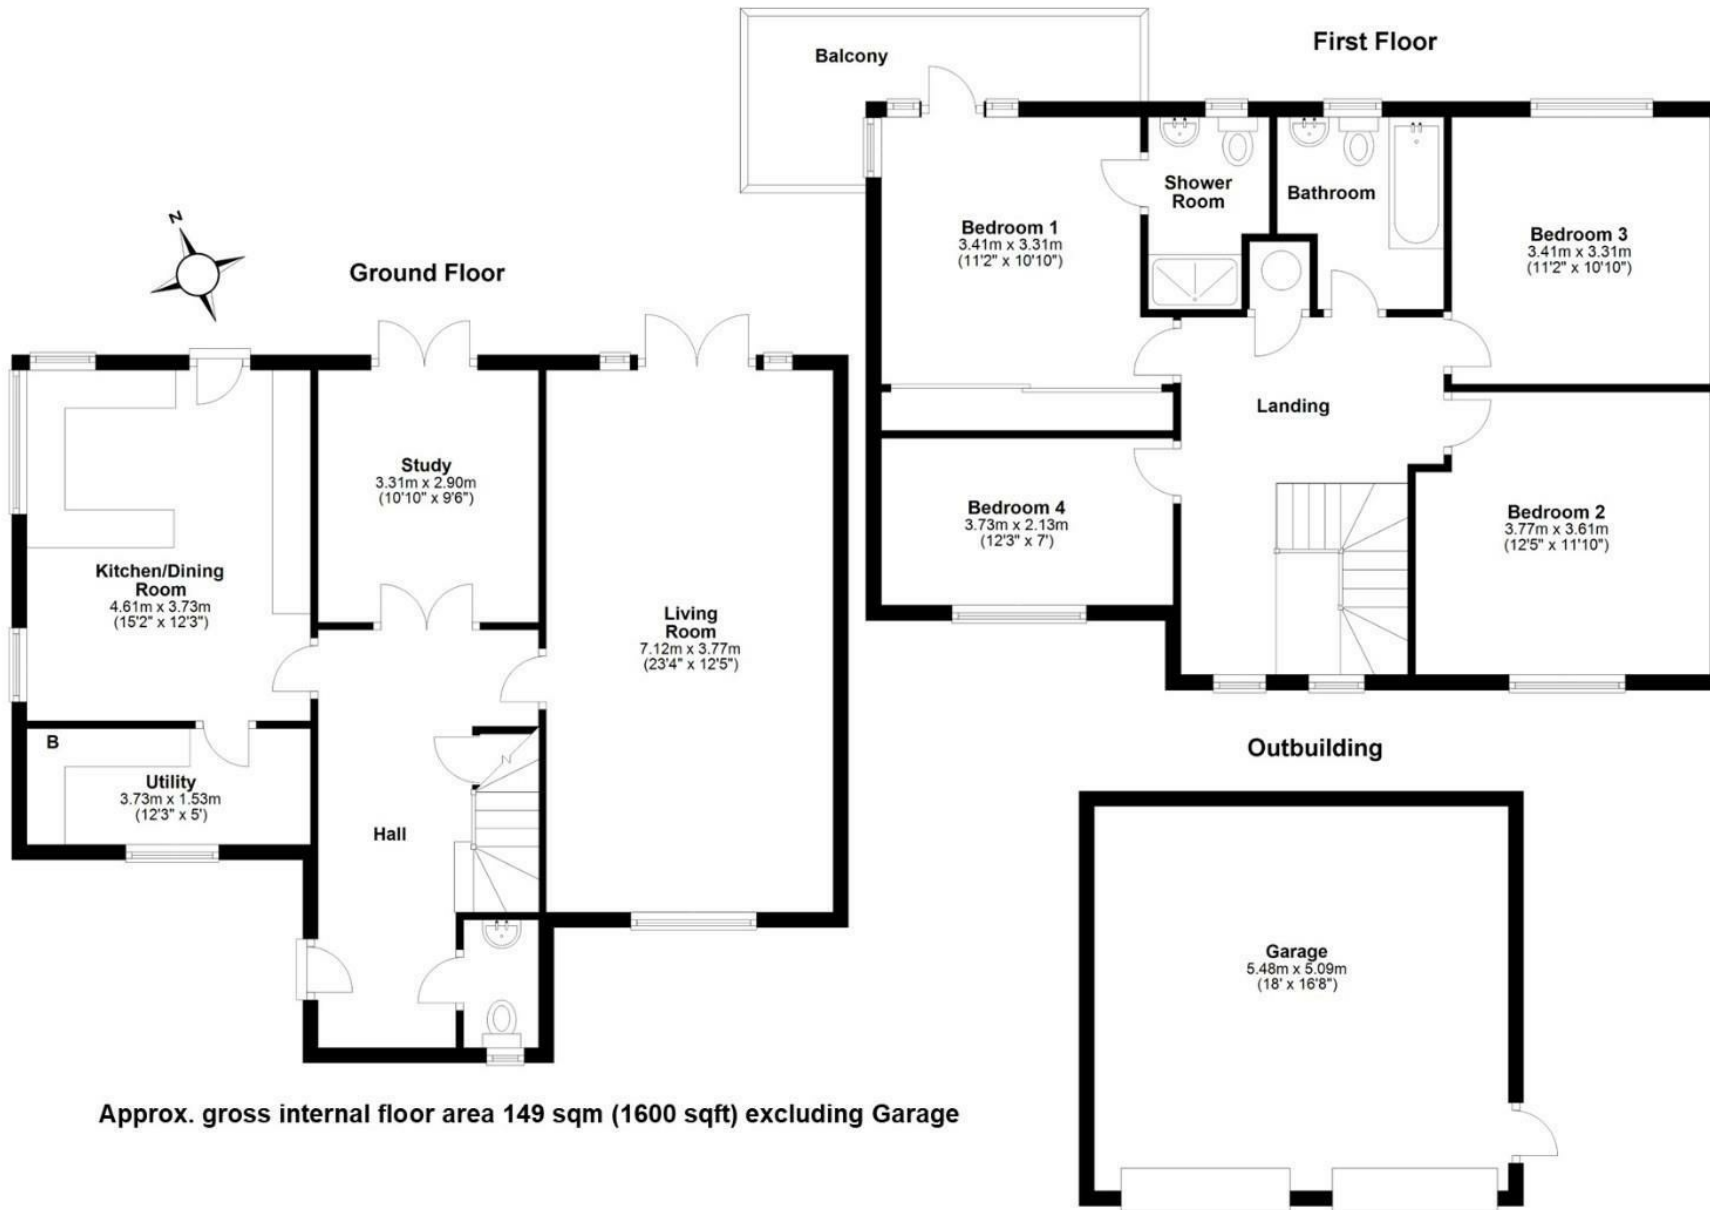 First Floor
Balcony
Shower
Room
Bathroom
Bedroom 1
3.41m x 3.31m
(11'2" x 10'10")
Bedroom 3
3.41m x 3.31m
(11'2" x 10'10")
Landing
Bedroom 4
3.73m x 2.13m
(12'3" x 7')
Bedroom 2
3.77m x 3.61m
(12'5" x 11'10")
N
Ground Floor
Study
3.31m x 2.90m
(10'10" x 9'6")
Kitchen/Dining
Room
4.61m x 3.73m
(15'2" x 12'3")
Living
Room
7.12m x 3.77m
(23'4" x 12'5")
B
Utility
3.73m x 1.53m
(12'3" x 5')
Hall
Outbuilding
Garage
5.48m x 5.09m
(18' x 16'8")
Approx. gross internal floor area 149 sqm (1600 sqft) excluding Garage